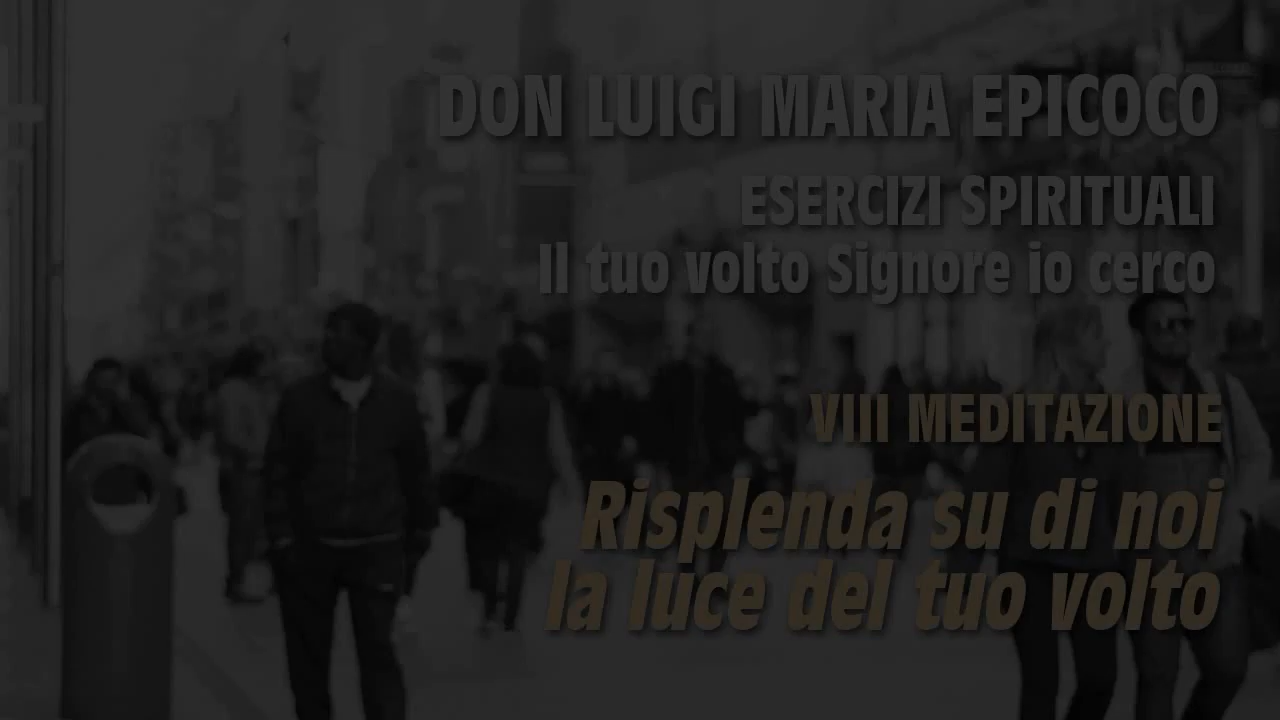 DON LUIGI MARIA EPICOCO
ESERCIZI SPIRITUALI
Il tuo volto Signore io cerco
VIII MEDITAZIONE
Risplenda su di noi
la luce del tuo volto